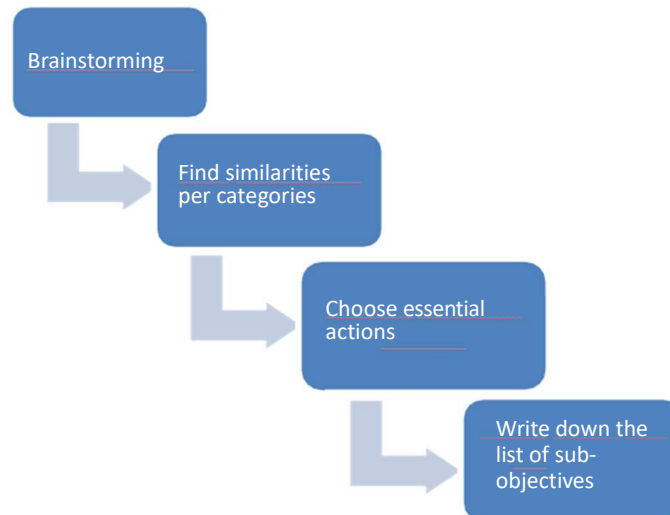 Brainstorming
Find similarities
per categories
Choose essential
actions
Write down the
list of sub-
objectives